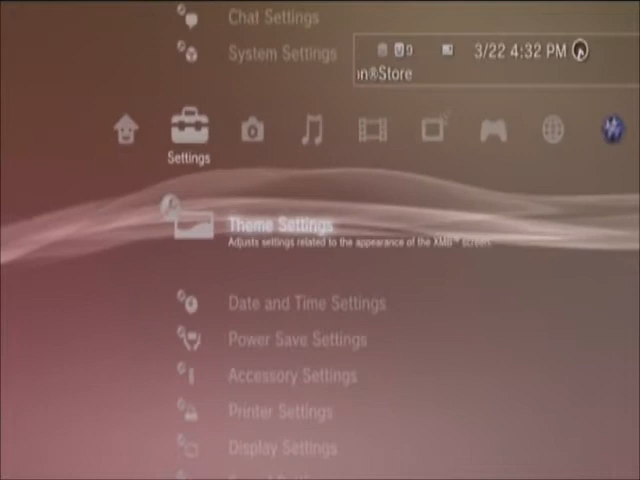 Chat Settings
System Settings
3/22 4:32 PM
n®Store
Settings
Theme Settings
Adjusts settings related to the appearance of the XMB™ screen.
Date and Time Settings
Power Save Settings
Accessory Settings
Printer Settings
Display Settings